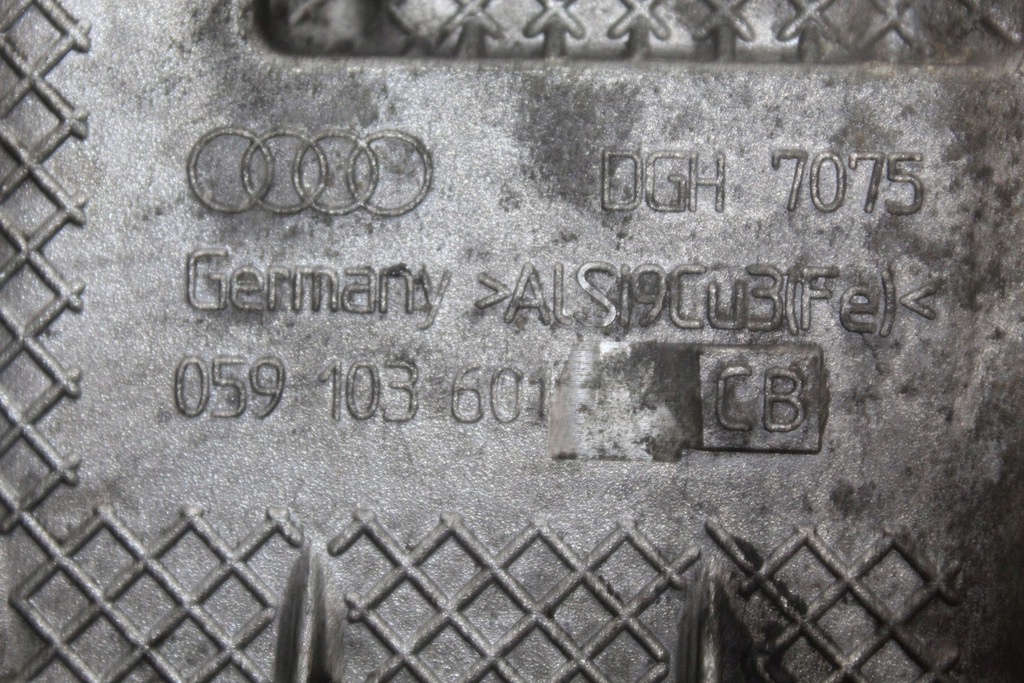 DGH 7075
Germany >AlSi9Cu3(Fe)<
059 103 601 CB